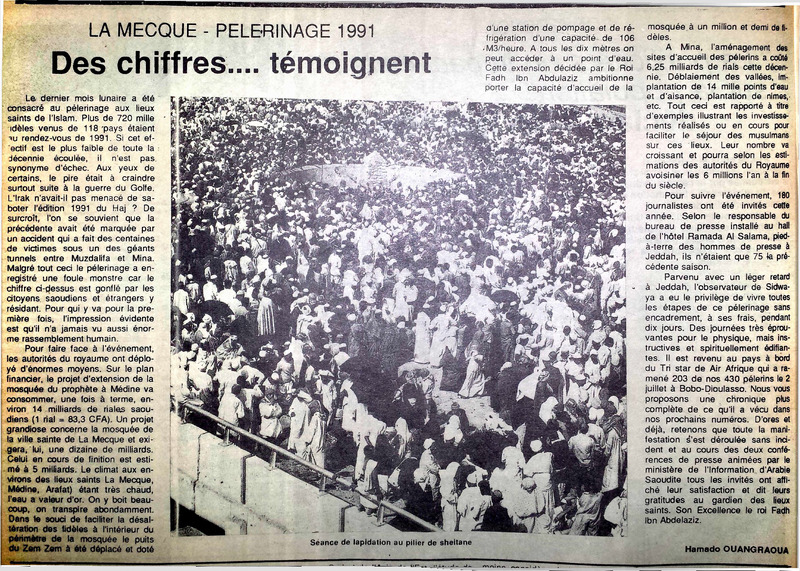 LA MECQUE - PELERINAGE 1991
Des chiffres.... témoignent
Le dernier mois lunaire a été
consacré au pèlerinage aux lieux
saints de l'Islam. Plus de 720 mille
idèles venus de 118 pays étaient
au rendez-vous de 1991. Si cet ef-
ectif est le plus faible de toute la
décennie écoulée, il n'est pas
synonyme d'échec. Aux yeux de
certains, le pire était à craindre
surtout suite à la guerre du Golfe.
L'Irak n'avait-il pas menacé de sa-
boter l'édition 1991 du Haj ? De
surcroît, l'on se souvient que la
précédente avait été marquée par
un accident qui a fait des centaines
de victimes sous un des géants
tunnels entre Muzdalifa et Mina.
Malgré tout ceci le pélerinage a en-
registré une foule monstre car le
chiffre ci-dessus est gonflé par les
citoyens saoudiens et étrangers y
résidant. Pour qui y va pour la pre-
mière fois, l'impression évidente
est qu'il n'a jamais vu aussi énor-
me rassemblement humain.
Pour faire face à l'événement,
les autorités du royaume ont déplo-
yé d'énormes moyens. Sur le plan
financier, le projet d'extension de la
mosquée du prophète à Médine va
consommer, une fois à terme, en-
viron 14 milliards de riales saou-
diens (1 rial = 83,3 CFA). Un projet
grandiose concerne la mosquée de
la ville sainte de La Mecque et exi-
gera, lui, une dizaine de milliards.
Celui en cours de finition est esti-
mé à 5 milliards. Le climat aux en-
virons des lieux saints La Mecque,
Médine, Arafat) étant très chaud,
l'eau a valeur d'or. On y boit beau-
coup, on transpire abondamment.
Dans le souci de faciliter la désal-
tération des fidèles à l'intérieur du
périmètre de la mosquée le puits
du Zem Zem à été déplacé et doté
d'une station de pompage et de ré-
frigération d'une capacité de 106
M3/heure. A tous les dix mètres on
peut accéder à un point d'eau.
Cette extension décidée par le Roi
Fadh Ibn Abdulaziz ambitionne
porter la capacité d'accueil de la
Séance de lapidation au pilier de sheitane
mosquée à un million et demi de fi-
dèles.
A Mina, l'aménagement des
sites d'accueil des pélerins a coûté
6,25 milliards de rials cette décen-
nie. Déblaiement des vallées, im-
plantation de 14 mille points d'eau
et d'aisance, plantation de nimes,
etc. Tout ceci est rapporté à titre
d'exemples illustrant les investisse-
ments réalisés ou en cours pour
faciliter le séjour des musulmans
sur ces lieux. Leur nombre va
croissant et pourra selon les esti-
mations des autorités du Royaume
avoisiner les 6 millions l'an à la fin
du siècle.
Pour suivre l'événement, 180
journalistes ont été invités cette
année. Selon le responsable du
bureau de presse installé au hall
de l'hôtel Ramada Al Salama, pied-
à-terre des hommes de presse à
Jeddah, ils n'étaient que 75 la pré-
cédente saison.
Parvenu avec un léger retard
à Jeddah, l'observateur de Sidwa-
ya a eu le privilège de vivre toutes
les étapes de ce pélerinage sans
encadrement, à ses frais, pendant
dix jours. Des journées très éprou-
vantes pour le physique, mais ins-
tructives et spirituellement édifian-
tes. Il est revenu au pays à bord
du Tri star de Air Afrique qui a ra-
mené 203 de nos 430 pélerins le 2
juillet à Bobo-Dioulasso. Nous vous
proposons une chronique plus
complète de ce qu'il a vécu dans
nos prochains numéros. D'ores et
déjà, retenons que toute la mani-
festation s'est déroulée sans inci-
dent et au cours des deux confé-
rences de presse animées par le
ministère de l'Information d'Arabie
Saoudite tous les invités ont affi-
ché leur satisfaction et dit leurs
gratitudes au gardien des lieux
saints. Son Excellence le roi Fadh
Ibn Abdelaziz.
Hamado OUANGRAOUA